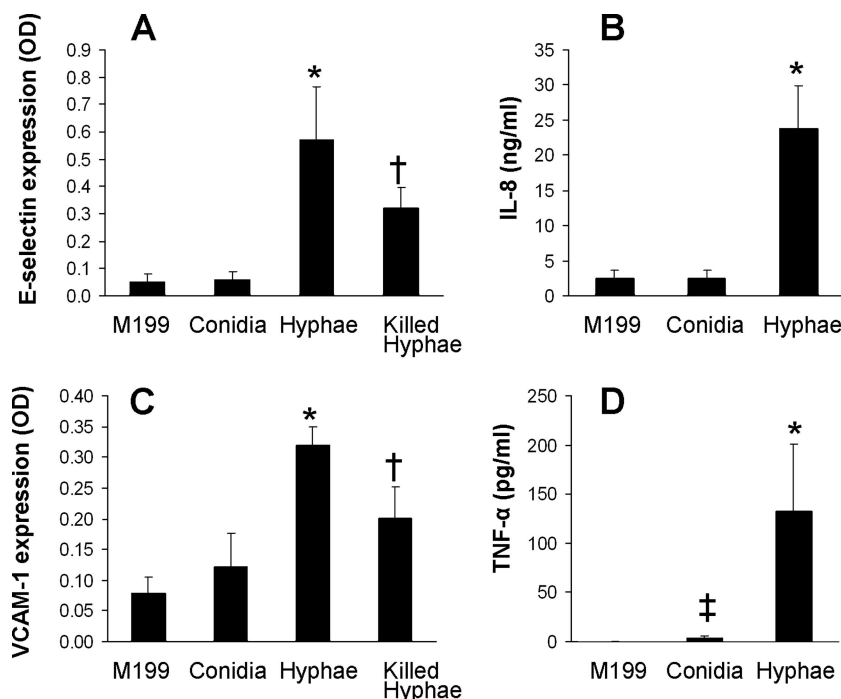 A
E-selectin expression (OD)
0.9
0.8
0.7
0.6
0.5
0.4
0.3
0.2
0.1
0.0
*
†
M199 Conidia Hyphae Killed
Hyphae
B
IL-8 (ng/ml)
35
30
25
20
15
10
5
0
*
M199 Conidia Hyphae
C
VCAM-1 expression (OD)
0.40
0.35
0.30
0.25
0.20
0.15
0.10
0.05
0.00
*
†
M199 Conidia Hyphae Killed
Hyphae
D
TNF-α (pg/ml)
250
200
150
100
50
0
‡
*
M199 Conidia Hyphae